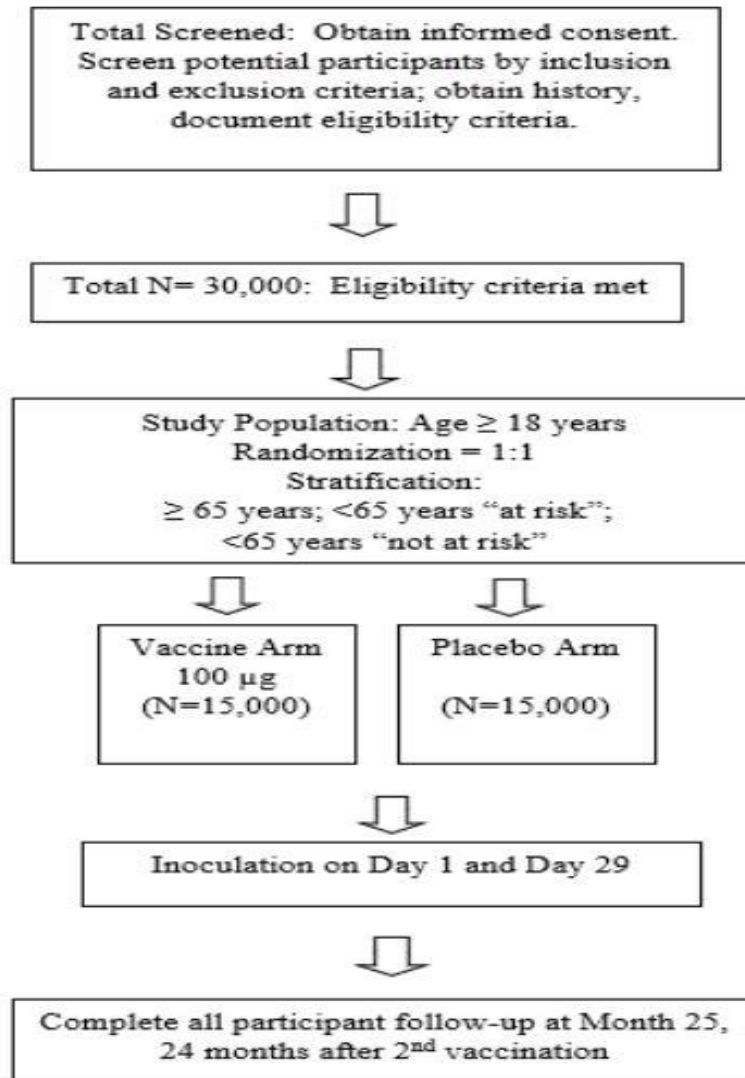 Total Screened: Obtain informed consent.
Screen potential participants by inclusion
and exclusion criteria; obtain history,
document eligibility criteria.
Total N= 30,000: Eligibility criteria met
Study Population: Age ≥ 18 years
Randomization = 1:1
Stratification:
≥ 65 years; <65 years “at risk”;
<65 years “not at risk”
Vaccine Arm
100 µg
(N=15,000)
Placebo Arm
(N=15,000)
Inoculation on Day 1 and Day 29
Complete all participant follow-up at Month 25,
24 months after 2nd vaccination